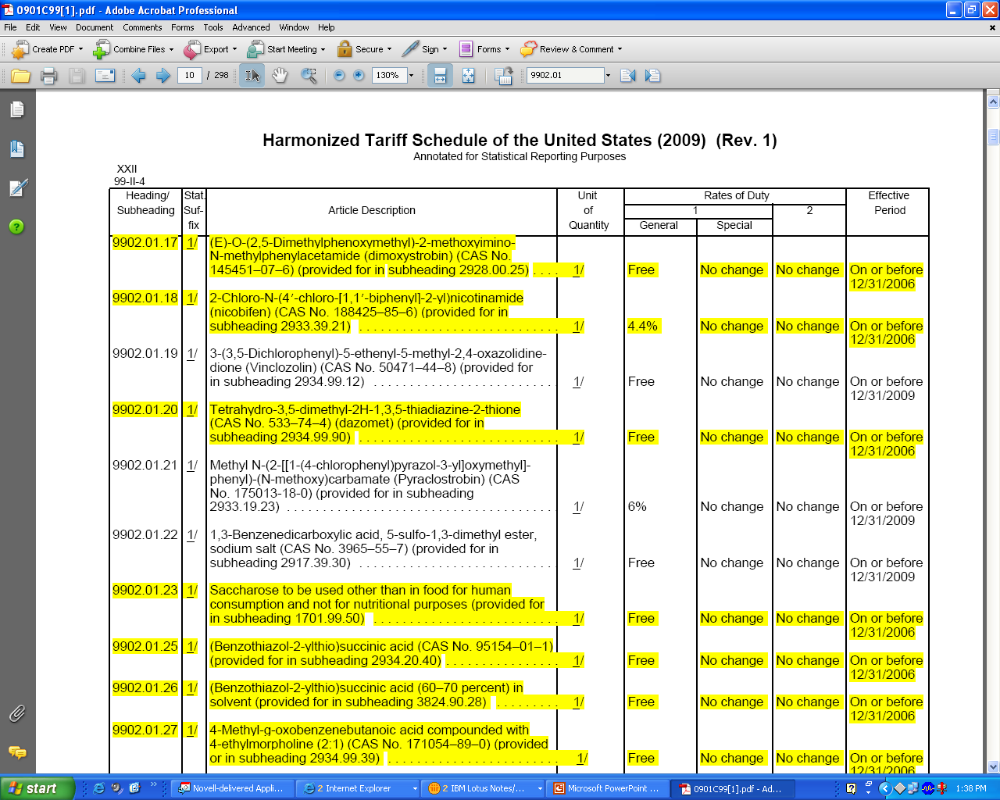 0901C99[1].pdf - Adobe Acrobat Professional
File Edit View Document Comments Forms Tools Advanced Window Help
Create PDF Combine Files Export Start Meeting Secure Sign Forms Review & Comment
10 / 298 130% 9902.01
Harmonized Tariff Schedule of the United States (2009) (Rev. 1)
Annotated for Statistical Reporting Purposes
XXII
99-II-4
Heading/ Stat. Unit Rates of Duty Effective
Subheading Suf- Article Description of 1 2 Period
fix Quantity General Special
9902.01.17 1/ (E)-O-(2,5-Dimethylphenoxymethyl)-2-methoxyimino-
N-methylphenylacetamide (dimoxystrobin) (CAS No.
145451–07–6) (provided for in subheading 2928.00.25) . . . . 1/ Free No change No change On or before
12/31/2006
9902.01.18 1/ 2-Chloro-N-(4′-chloro-[1,1′-biphenyl]-2-yl)nicotinamide
(nicobifen) (CAS No. 188425–85–6) (provided for in
subheading 2933.39.21) . . . . . . . . . . . . . . . . . . . . . . . . . . . 1/ 4.4% No change No change On or before
12/31/2006
9902.01.19 1/ 3-(3,5-Dichlorophenyl)-5-ethenyl-5-methyl-2,4-oxazolidine-
dione (Vinclozolin) (CAS No. 50471–44–8) (provided for
in subheading 2934.99.12) . . . . . . . . . . . . . . . . . . . . . . . . . 1/ Free No change No change On or before
12/31/2009
9902.01.20 1/ Tetrahydro-3,5-dimethyl-2H-1,3,5-thiadiazine-2-thione
(CAS No. 533–74–4) (dazomet) (provided for in
subheading 2934.99.90) . . . . . . . . . . . . . . . . . . . . . . . . . . . 1/ Free No change No change On or before
12/31/2006
9902.01.21 1/ Methyl N-(2-[[1-(4-chlorophenyl)pyrazol-3-yl]oxymethyl]-
phenyl)-(N-methoxy)carbamate (Pyraclostrobin) (CAS
No. 175013-18-0) (provided for in subheading
2933.19.23) . . . . . . . . . . . . . . . . . . . . . . . . . . . . . . . . . . . . . 1/ 6% No change No change On or before
12/31/2009
9902.01.22 1/ 1,3-Benzenedicarboxylic acid, 5-sulfo-1,3-dimethyl ester,
sodium salt (CAS No. 3965–55–7) (provided for in
subheading 2917.39.30) . . . . . . . . . . . . . . . . . . . . . . . . . . . 1/ Free No change No change On or before
12/31/2009
9902.01.23 1/ Saccharose to be used other than in food for human
consumption and not for nutritional purposes (provided for
in subheading 1701.99.50) . . . . . . . . . . . . . . . . . . . . . . . . . 1/ Free No change No change On or before
12/31/2006
9902.01.25 1/ (Benzothiazol-2-ylthio)succinic acid (CAS No. 95154–01–1)
(provided for in subheading 2934.20.40) . . . . . . . . . . . . . . . 1/ Free No change No change On or before
12/31/2006
9902.01.26 1/ (Benzothiazol-2-ylthio)succinic acid (60–70 percent) in
solvent (provided for in subheading 3824.90.28) . . . . . . . . . 1/ Free No change No change On or before
12/31/2006
9902.01.27 1/ 4-Methyl-g-oxobenzenebutanoic acid compounded with
4-ethylmorpholine (2:1) (CAS No. 171054–89–0) (provided
or in subheading 2934.99.39) . . . . . . . . . . . . . . . . . . . . . . . 1/ Free No change No change On or before
12/31/2006
start Novell-delivered Appli... 2 Internet Explorer 2 IBM Lotus Notes/... Microsoft PowerPoint ... 0901C99[1].pdf - Ad... 1:38 PM